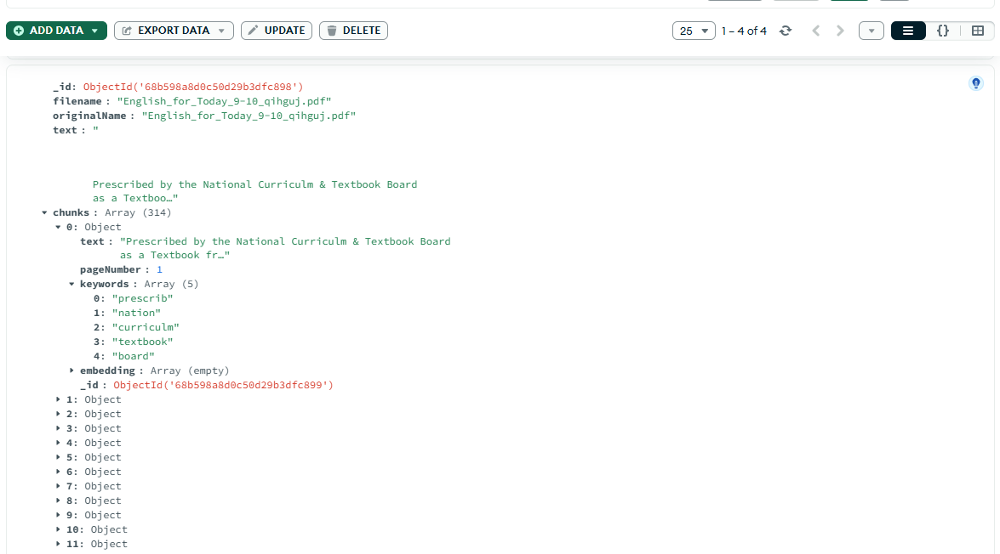 ADD DATA EXPORT DATA UPDATE DELETE 25 1 – 4 of 4 {}
_id: ObjectId('68b598a8d0c50d29b3dfc898')
filename : "English_for_Today_9-10_qihguj.pdf"
originalName : "English_for_Today_9-10_qihguj.pdf"
text : "
Prescribed by the National Curriculm & Textbook Board
as a Textboo…"
chunks : Array (314)
0: Object
text : "Prescribed by the National Curriculm & Textbook Board
as a Textbook fr…"
pageNumber : 1
keywords : Array (5)
0: "prescrib"
1: "nation"
2: "curriculm"
3: "textbook"
4: "board"
embedding : Array (empty)
_id : ObjectId('68b598a8d0c50d29b3dfc899')
1: Object
2: Object
3: Object
4: Object
5: Object
6: Object
7: Object
8: Object
9: Object
10: Object
11: Object